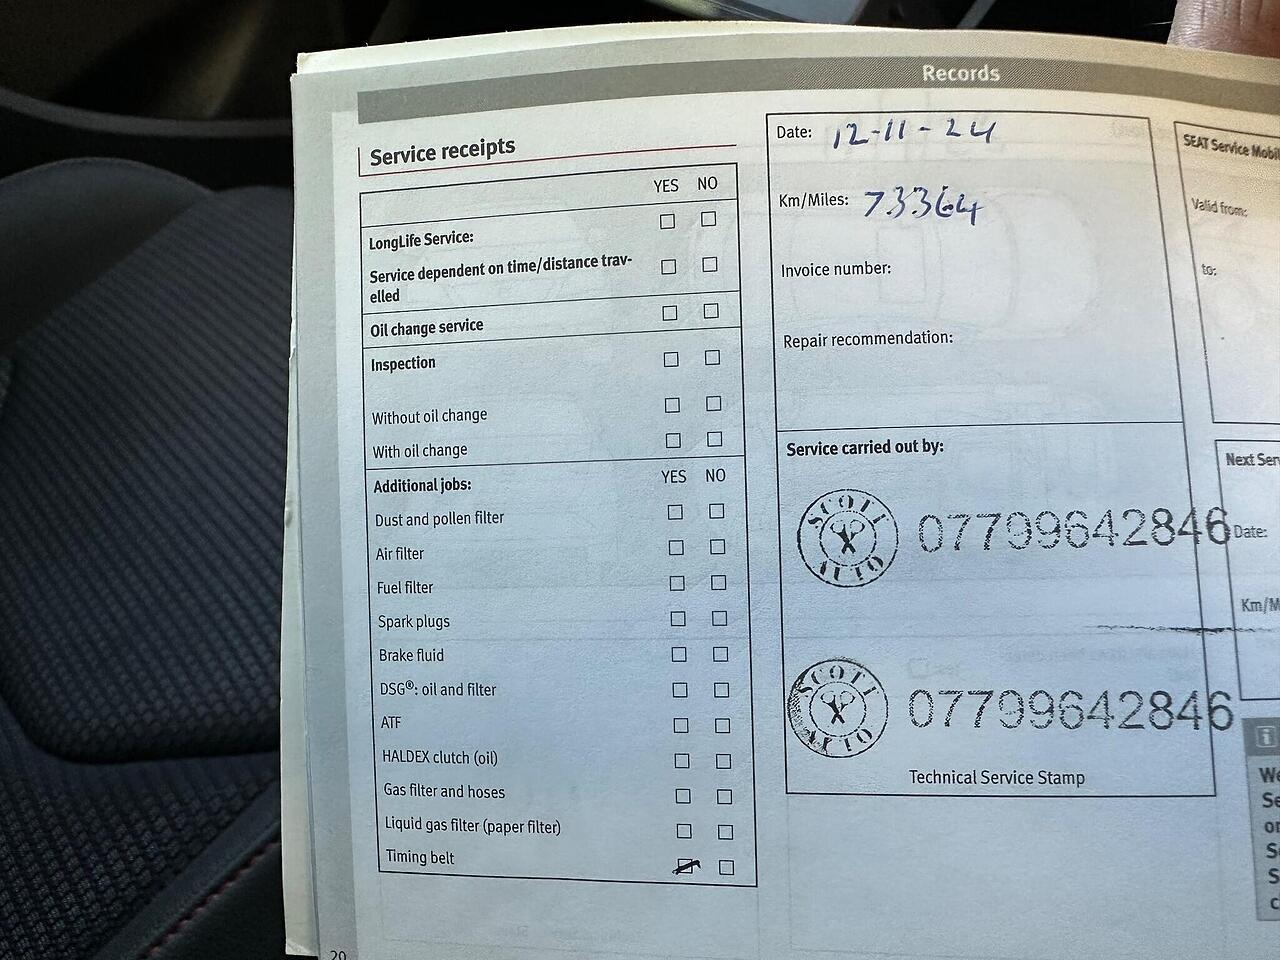 Records
Service receipts
YES NO
LongLife Service:
Service dependent on time/distance trav-
elled
Oil change service
Inspection
Without oil change
With oil change
Additional jobs: YES NO
Dust and pollen filter
Air filter
Fuel filter
Spark plugs
Brake fluid
DSG®: oil and filter
ATF
HALDEX clutch (oil)
Gas filter and hoses
Liquid gas filter (paper filter)
Timing belt
20
Date: 12-11-24
Km/Miles: 73364
Invoice number:
Repair recommendation:
Service carried out by:
SCOTT AUTO 07799642846
SCOTT AUTO 07799642846
Technical Service Stamp
SEAT Service Mobil
Valid from:
to:
Next Ser
Date:
Km/M
i
We
Se
or
S
S
c